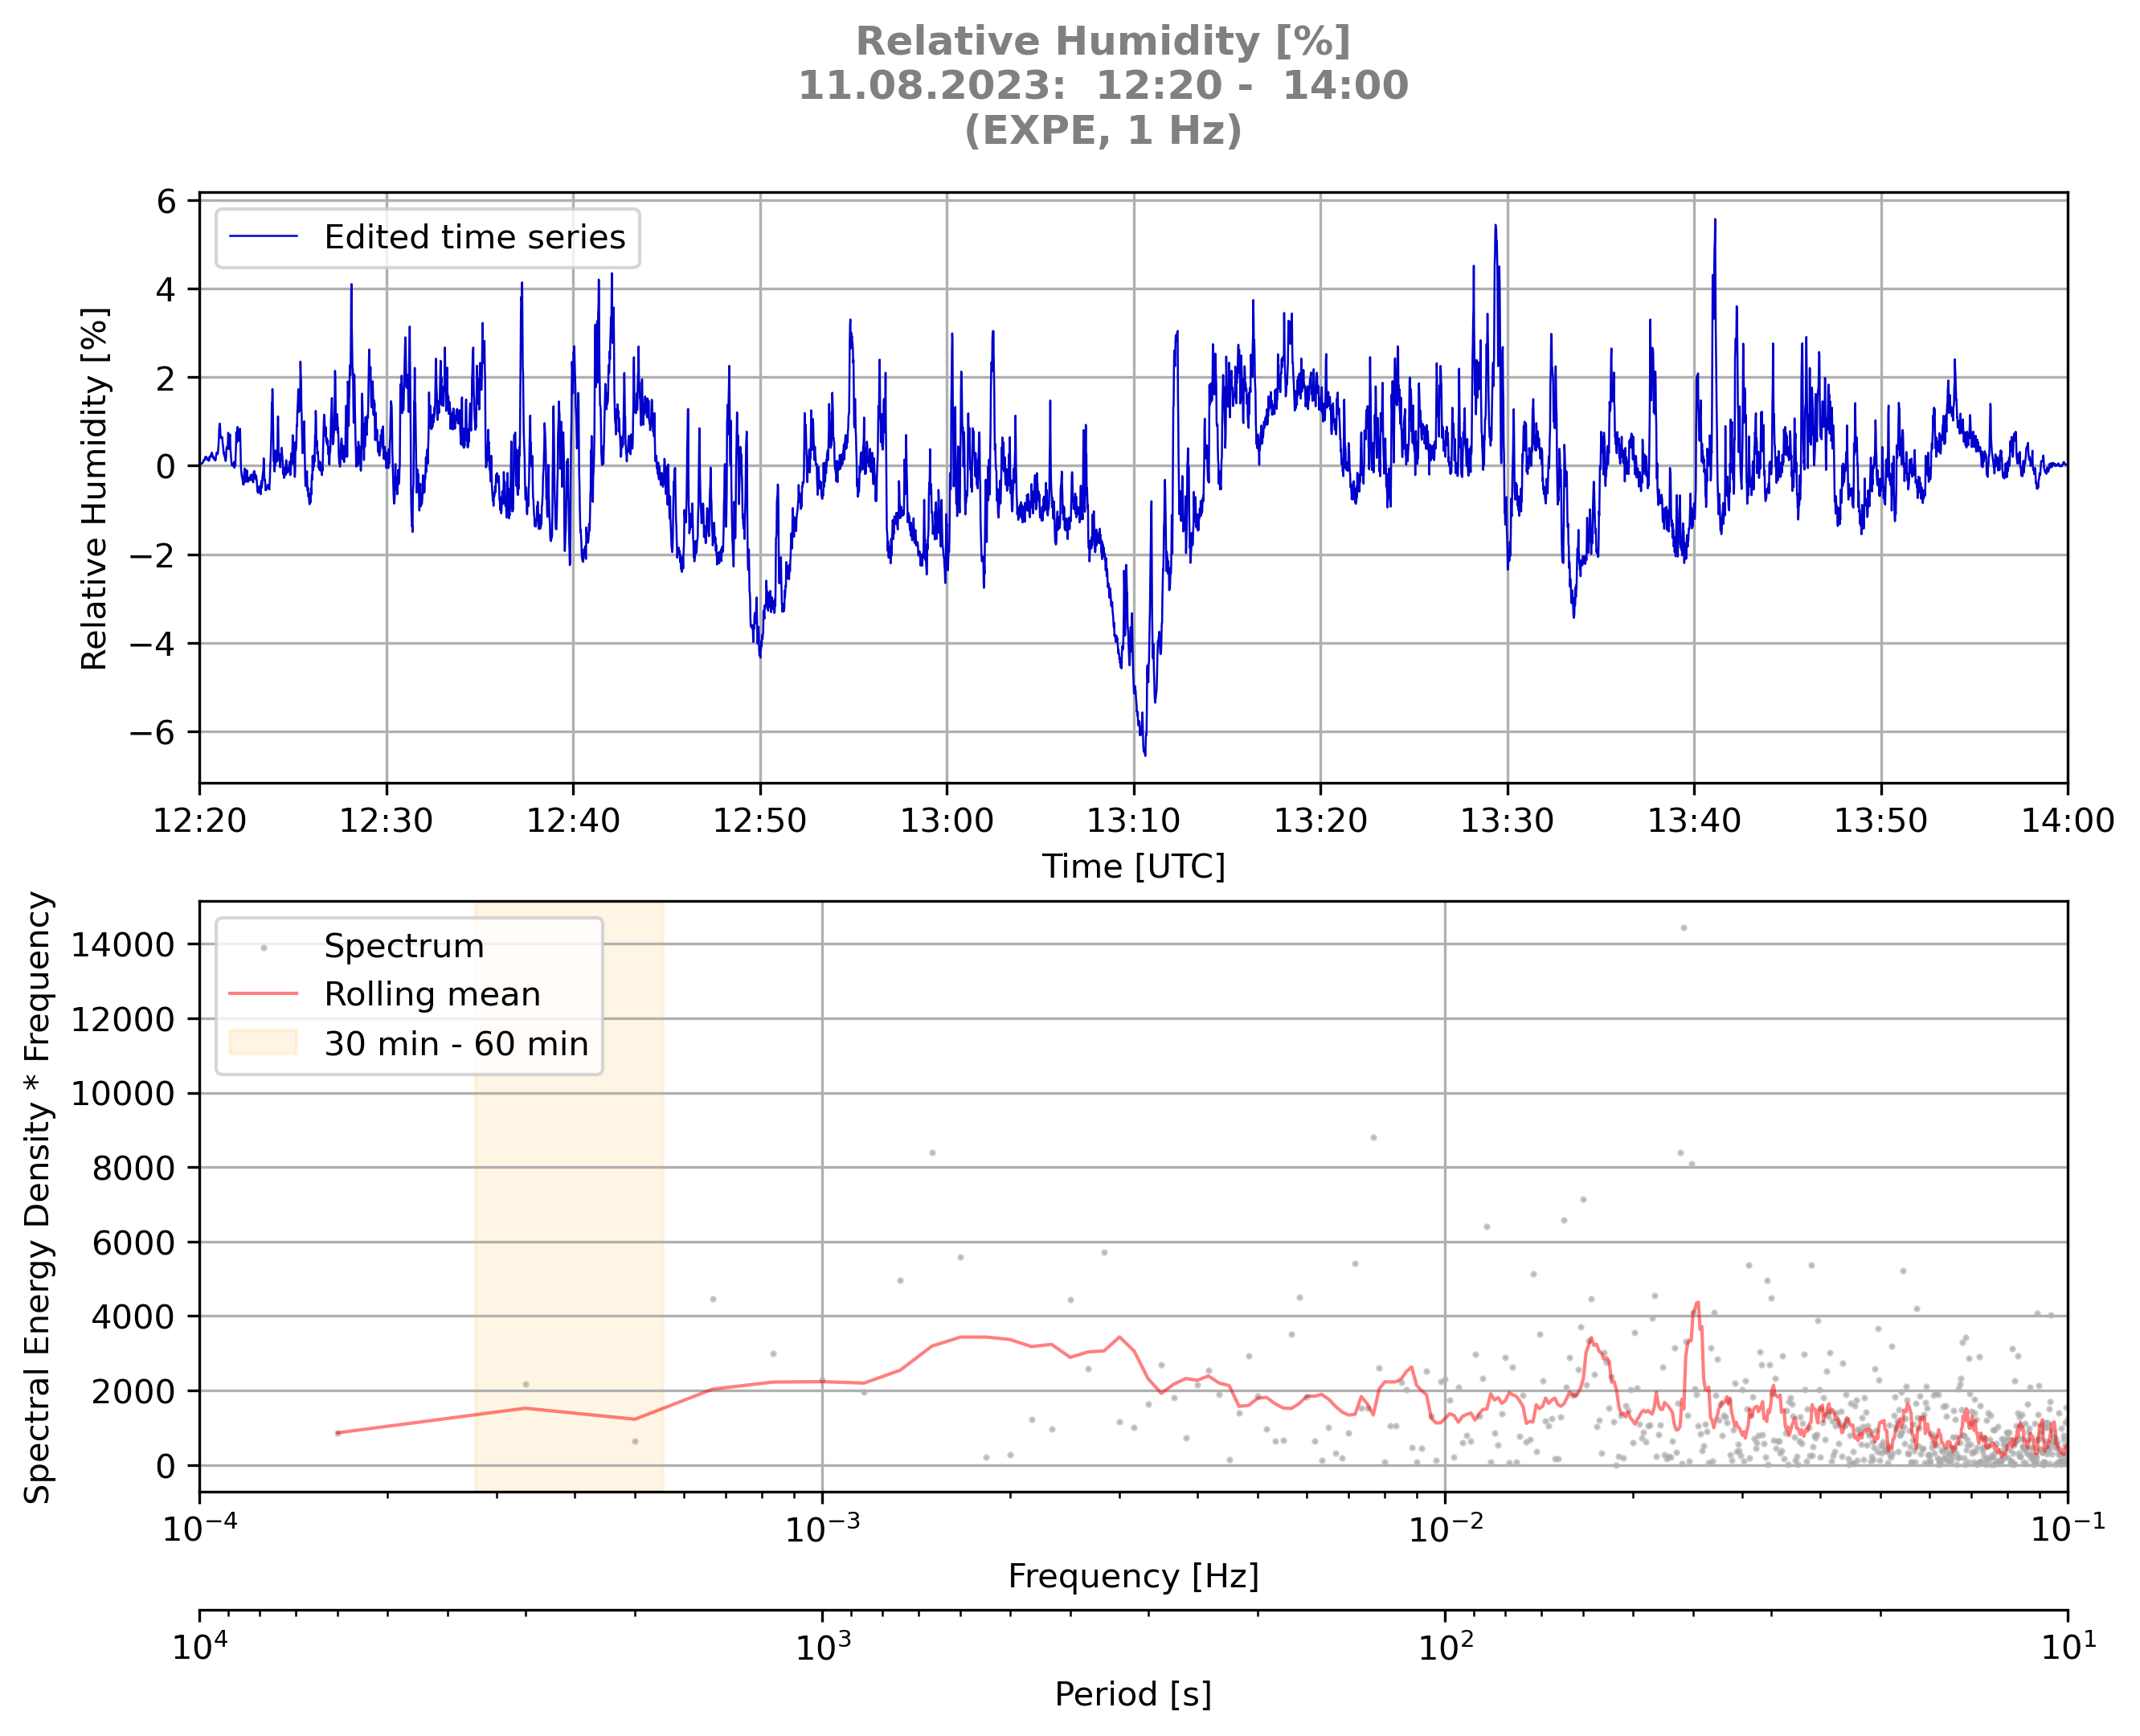 Relative Humidity [%]
11.08.2023:  12:20 -  14:00
(EXPE, 1 Hz)
Relative Humidity [%]
6
4
2
0
−2
−4
−6
Edited time series
12:20 12:30 12:40 12:50 13:00 13:10 13:20 13:30 13:40 13:50 14:00
Time [UTC]
Spectral Energy Density * Frequency
14000
12000
10000
8000
6000
4000
2000
0
Spectrum
Rolling mean
30 min - 60 min
10⁻⁴ 10⁻³ 10⁻² 10⁻¹
Frequency [Hz]
10⁴ 10³ 10² 10¹
Period [s]